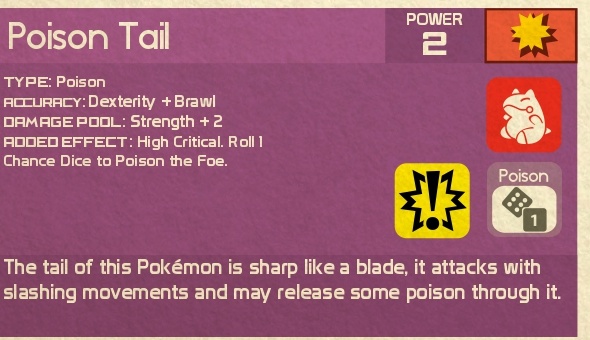 Poison Tail
POWER
2
TYPE: Poison
ACCURACY: Dexterity + Brawl
DAMAGE POOL: Strength + 2
ADDED EFFECT: High Critical. Roll 1
Chance Dice to Poison the Foe.
!
Poison
1
The tail of this Pokémon is sharp like a blade, it attacks with
slashing movements and may release some poison through it.